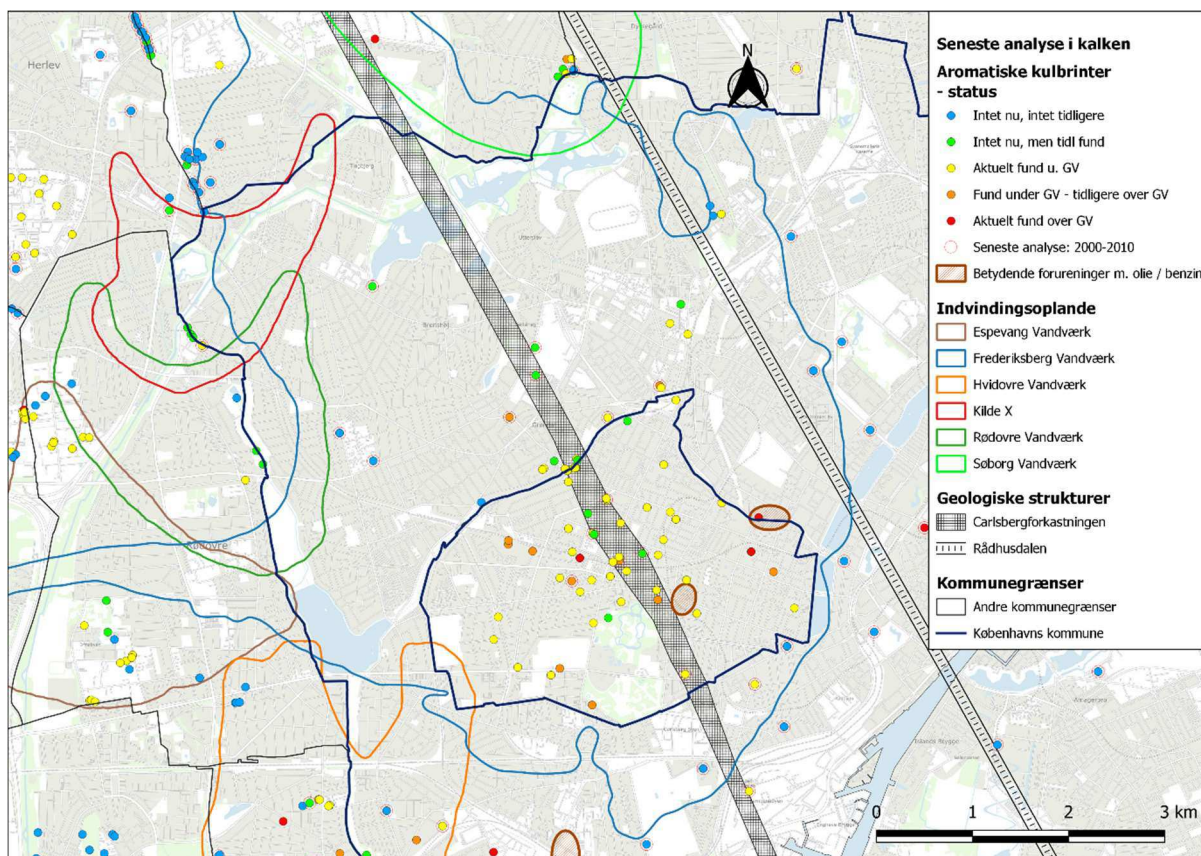 Herlev
Rødovre
N
Seneste analyse i kalken
Aromatiske kulbrinter
- status
Intet nu, intet tidligere
Intet nu, men tidl fund
Aktuelt fund u. GV
Fund under GV - tidligere over GV
Aktuelt fund over GV
Seneste analyse: 2000-2010
Betydende forureninger m. olie / benzin
Indvindingsoplande
Espevang Vandværk
Frederiksberg Vandværk
Hvidovre Vandværk
Kilde X
Rødovre Vandværk
Søborg Vandværk
Geologiske strukturer
Carlsbergforkastningen
Rådhusdalen
Kommunegrænser
Andre kommunegrænser
Københavns kommune
0 1 2 3 km